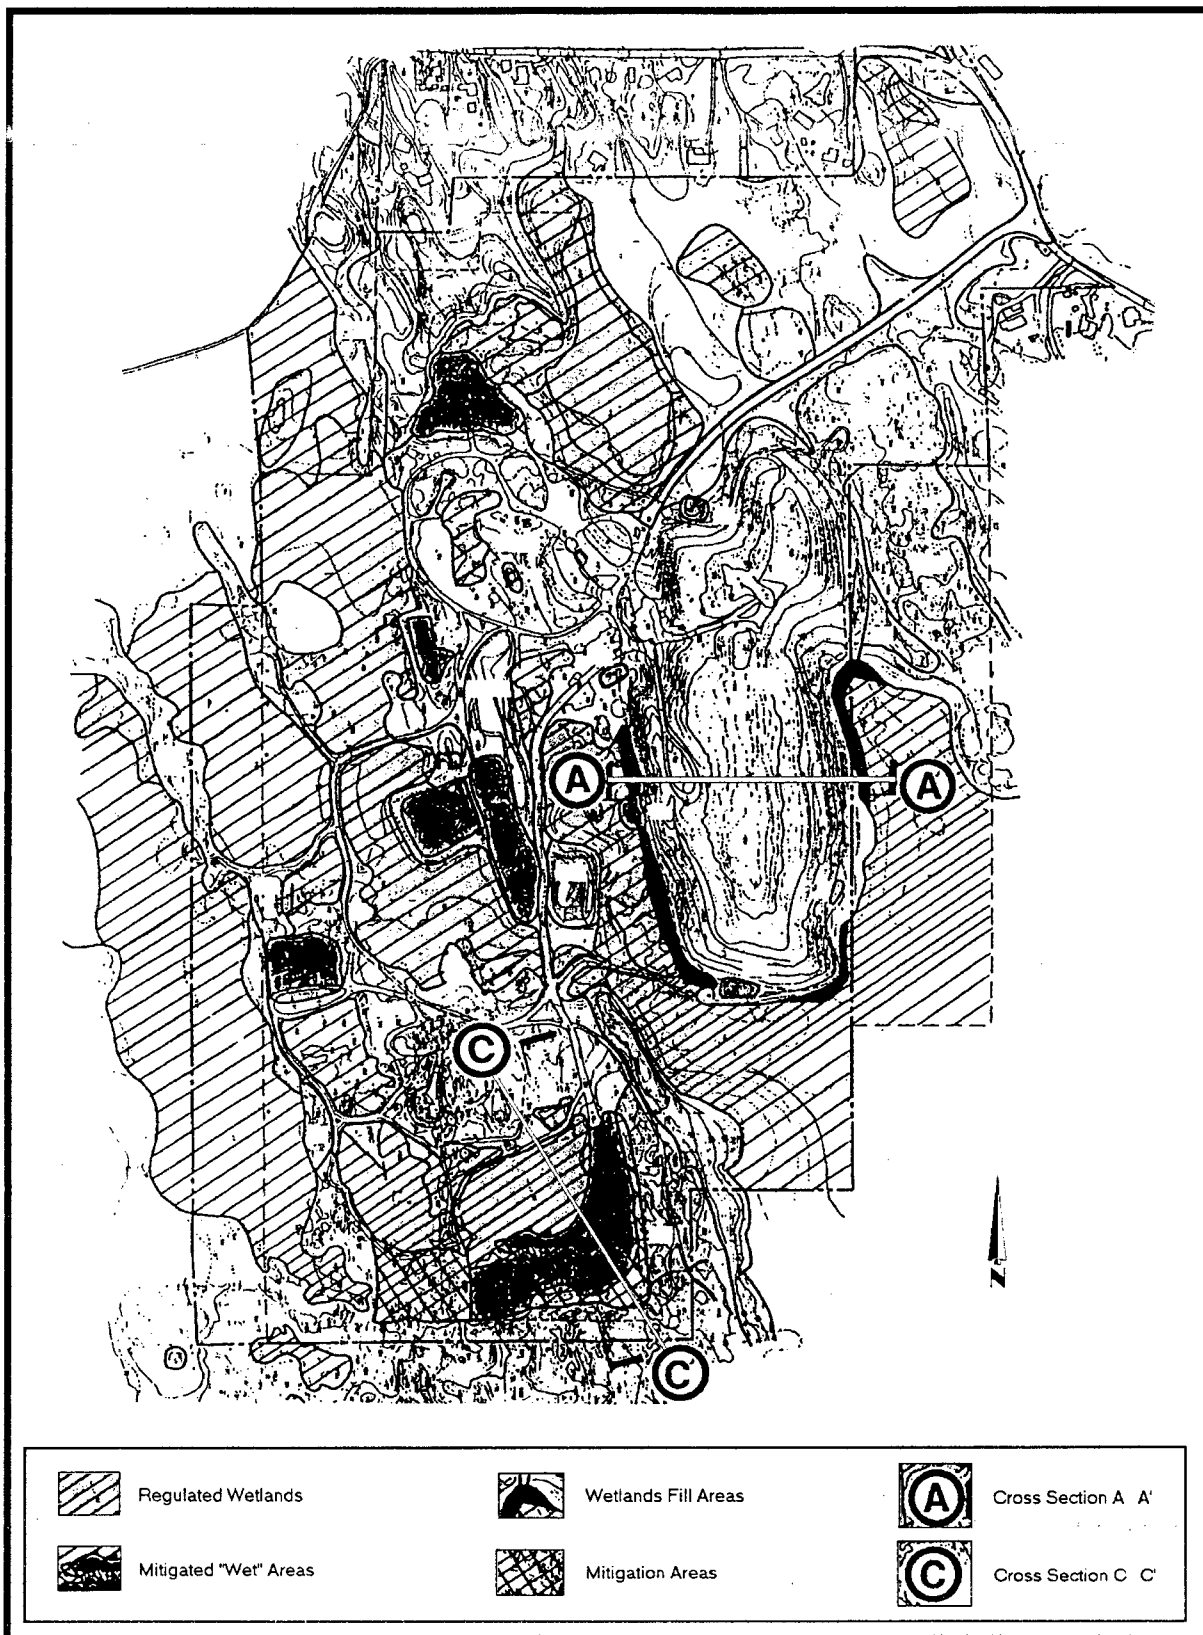 A
A'
C
C'
N
Regulated Wetlands
Wetlands Fill Areas
A
Cross Section A A'
Mitigated "Wet" Areas
Mitigation Areas
C
Cross Section C C'